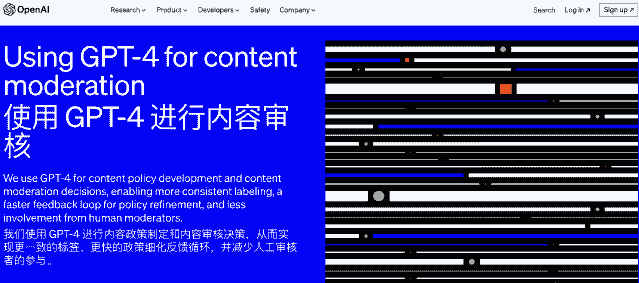 OpenAI Research Product Developers Safety Company Search Log in ↗ Sign up ↗
Using GPT-4 for content
moderation
使用 GPT-4 进行内容审
核
We use GPT-4 for content policy development and content
moderation decisions, enabling more consistent labeling, a
faster feedback loop for policy refinement, and less
involvement from human moderators.
我们使用 GPT-4 进行内容政策制定和内容审核决策，从而实
现更一致的标签、更快的政策细化反馈循环，并减少人工审核
者的参与。